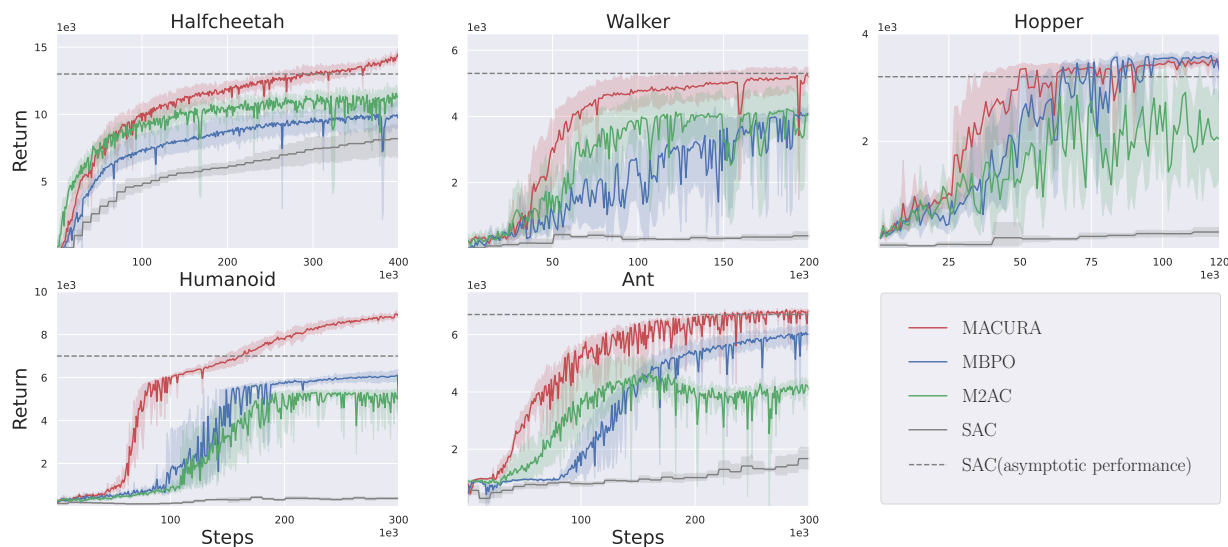 Halfcheetah
1e3
15
10
5
Return
100
200
300
400
1e3
Walker
1e3
6
4
2
50
100
150
200
1e3
Hopper
1e3
4
2
25
50
75
100
120
1e3
Humanoid
1e3
10
8
6
4
2
Return
100
200
300
1e3
Steps
Ant
1e3
6
4
2
100
200
300
1e3
Steps
MACURA
MBPO
M2AC
SAC
SAC(asymptotic performance)